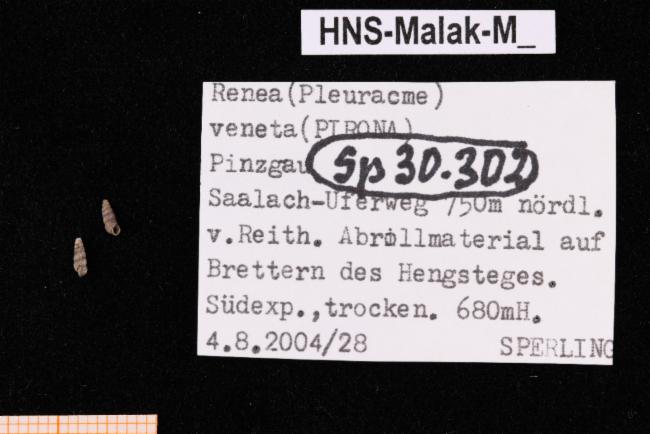 HNS-Malak-M_
Renea(Pleuracme)
veneta(PIRONA)
Pinzgau
Sp 30.302
Saalach-Uferweg 750m nördl.
v.Reith. Abrollmaterial auf
Brettern des Hengsteges.
Südexp.,trocken. 680mH.
4.8.2004/28 SPERLING